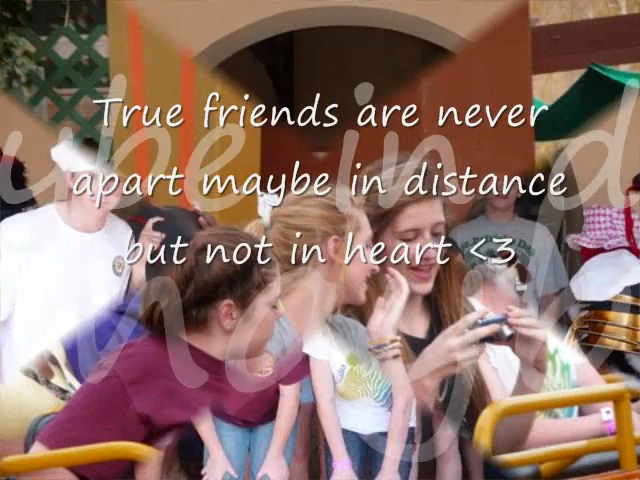 True friends are never
apart maybe in distance
but not in heart <3